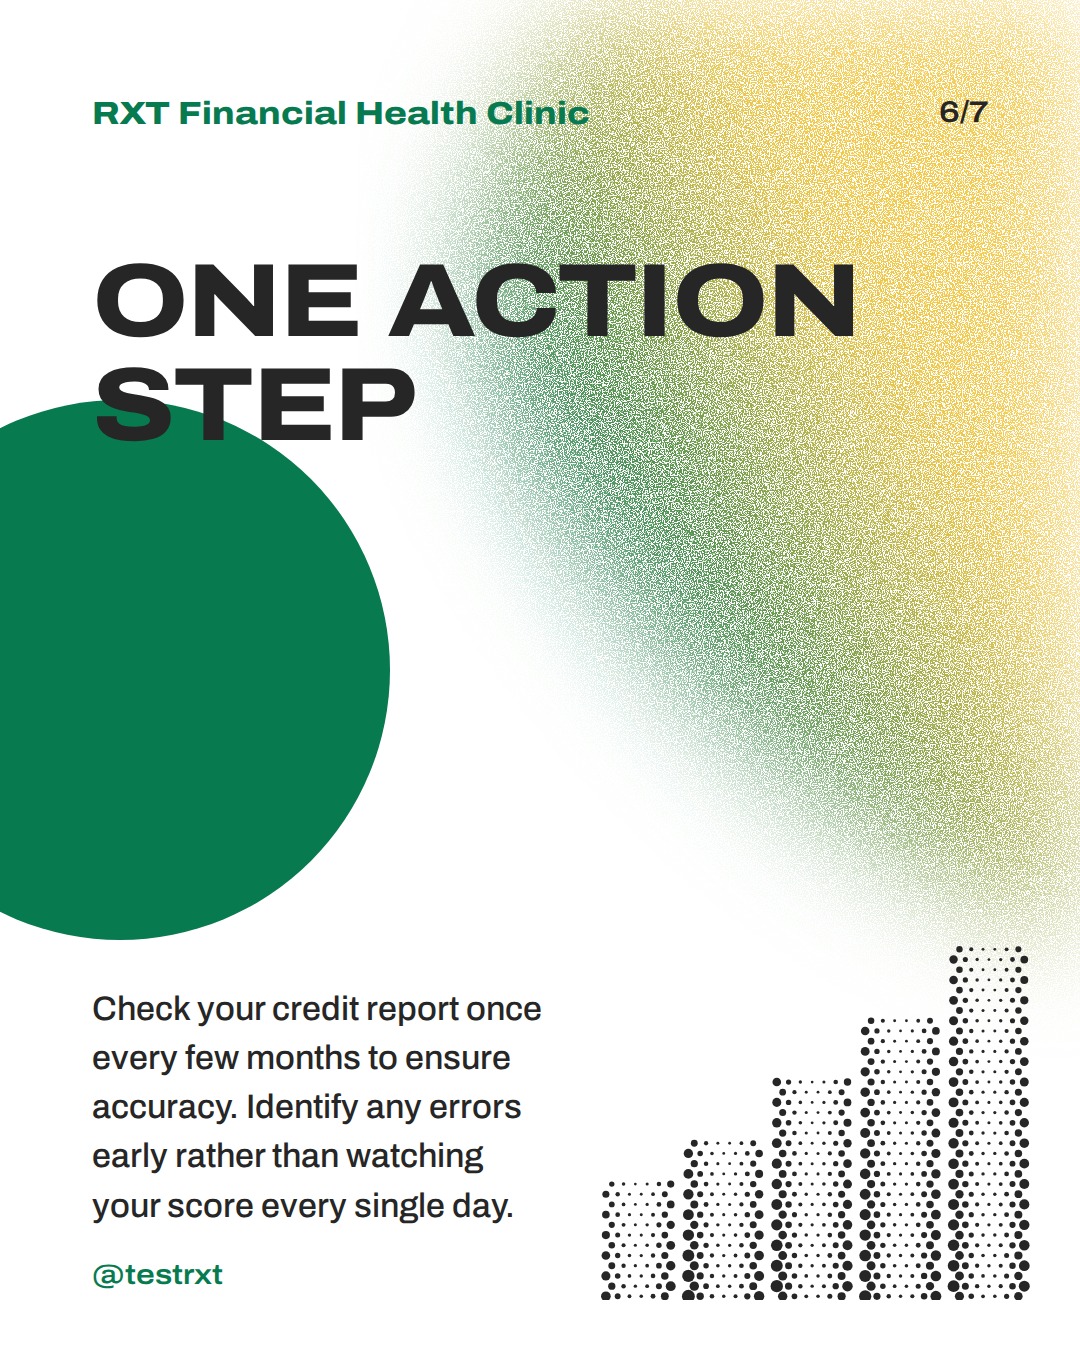 RXT Financial Health Clinic
6/7
ONE ACTION
STEP
Check your credit report once
every few months to ensure
accuracy. Identify any errors
early rather than watching
your score every single day.
@testrxt